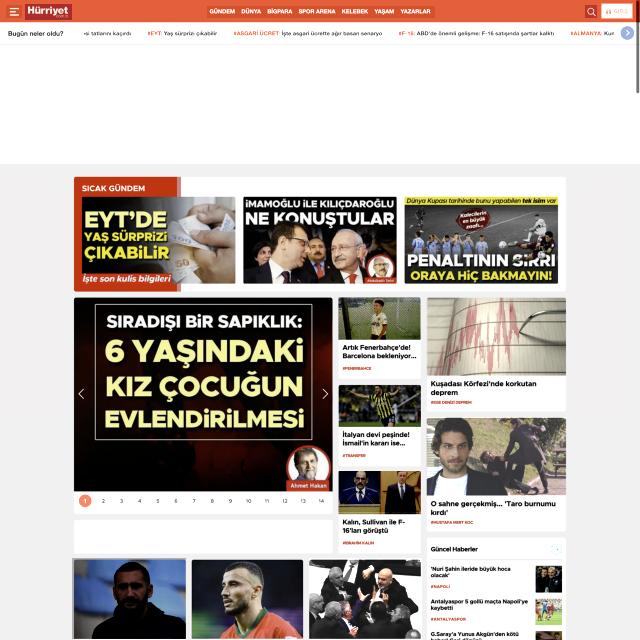 Hürriyet
GÜNDEM DÜNYA BİGPARA SPOR ARENA KELEBEK YAŞAM YAZARLAR
GİRİŞ
Bugün neler oldu?
tatlarını kaçırdı #EYT: Yaş sürprizi çıkabilir #ASGARİ ÜCRET: İşte asgari ücrette ağır basan senaryo #F-16: ABD'de önemli gelişme: F-16 satışında şartlar kalktı #ALMANYA:
SICAK GÜNDEM
EYT'DE
YAŞ SÜRPRİZİ
ÇIKABİLİR
İşte son kulis bilgileri
İMAMOĞLU İLE KILIÇDAROĞLU
NE KONUŞTULAR
Abdulkadir Selvi
Dünya Kupası tarihinde bunu yapabilen tek isim var
Kalecilerin
en büyük
zaafı...
PENALTININ SIRRI
ORAYA HİÇ BAKMAYIN!
SIRADIŞI BİR SAPIKLIK:
6 YAŞINDAKİ
KIZ ÇOCUĞUN
EVLENDİRİLMESİ
Ahmet Hakan
1 2 3 4 5 6 7 8 9 10 11 12 13 14
Artık Fenerbahçe'de!
Barcelona bekleniyor...
#FENERBAHÇE
İtalyan devi peşinde!
İsmail'in kararı ise...
#TRANSFER
Kalın, Sullivan ile F-
16'ları görüştü
#İBRAHİM KALIN
Kuşadası Körfezi'nde korkutan
deprem
#EGE DENİZİ DEPREM
O sahne gerçekmiş... 'Taro burnumu
kırdı'
#MUSTAFA MERT KOÇ
Güncel Haberler
'Nuri Şahin ileride büyük hoca
olacak'
#NAPOLİ
Antalyaspor 5 gollü maçta Napoli'ye
kaybetti
#ANTALYASPOR
G.Saray'a Yunus Akgün'den kötü